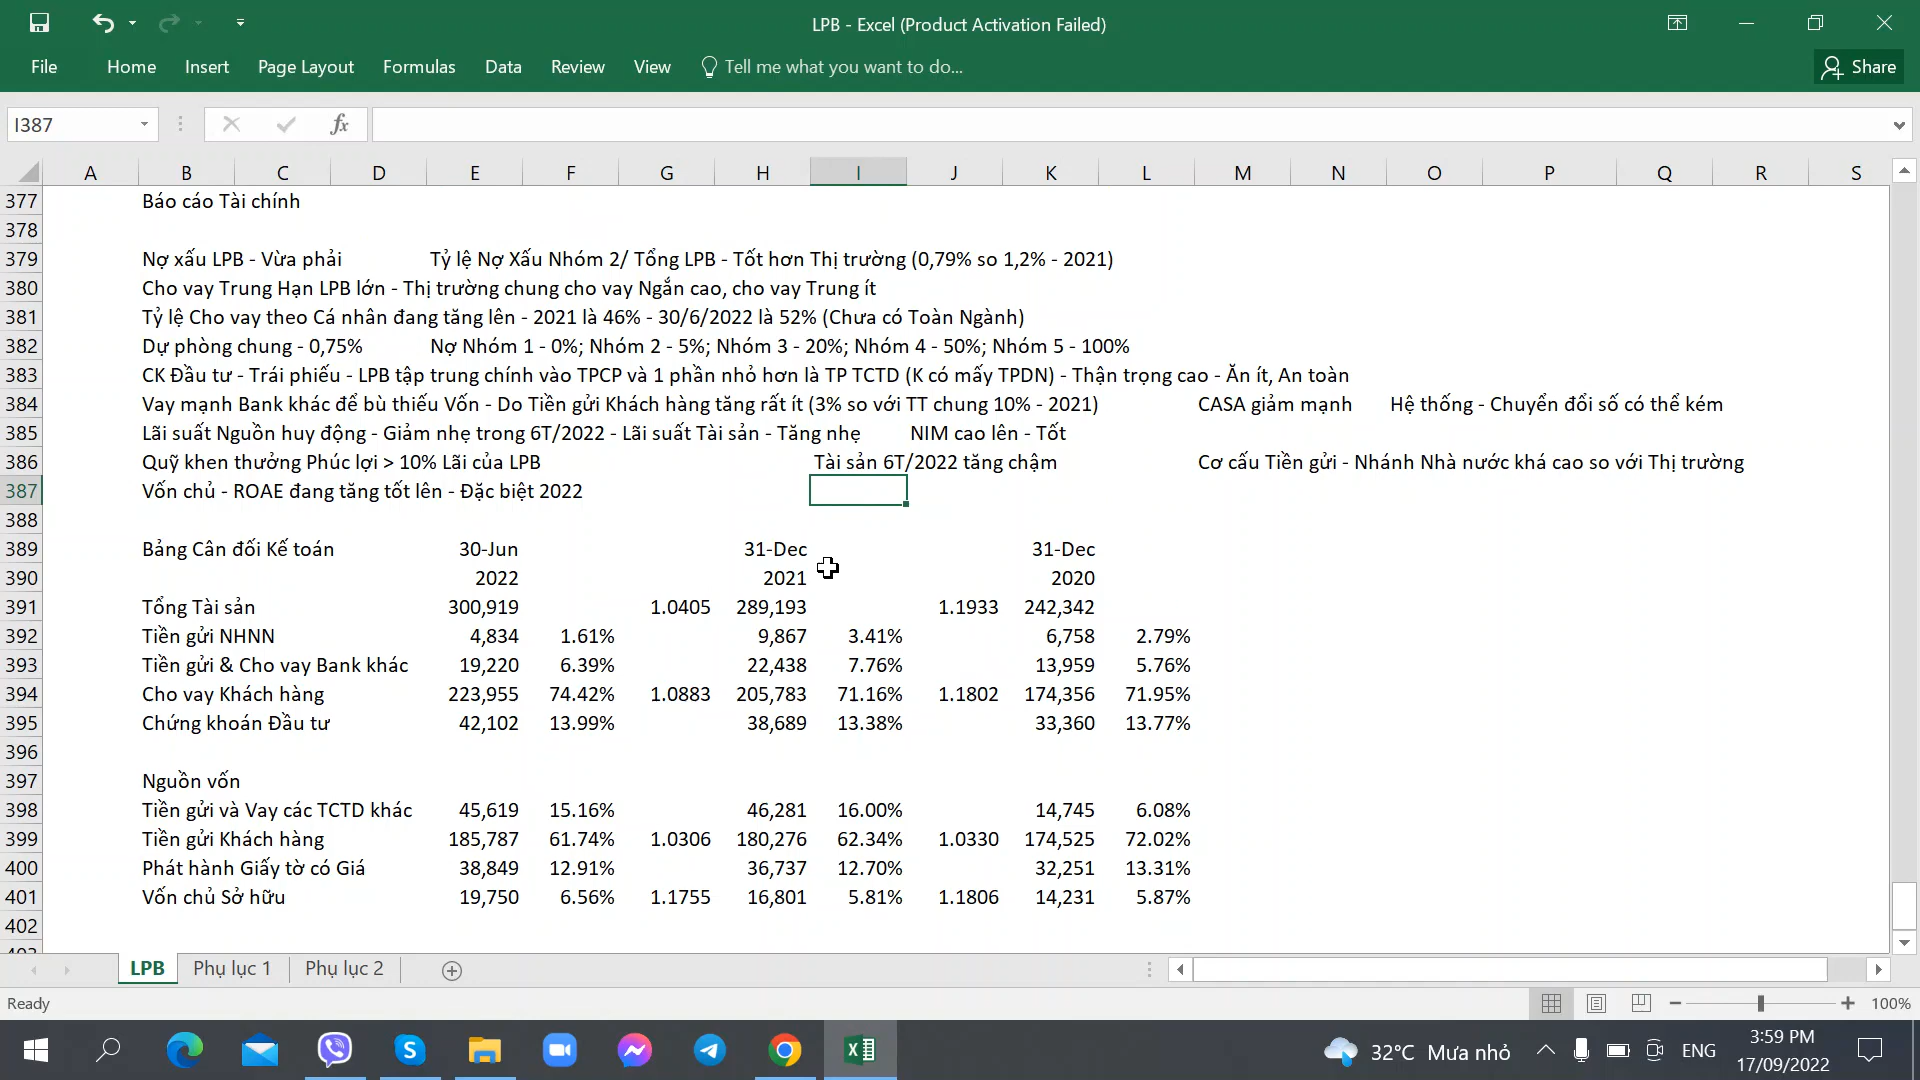 LPB - Excel (Product Activation Failed)
File Home Insert Page Layout Formulas Data Review View Tell me what you want to do... Share
I387 fx
A B C D E F G H I J K L M N O P Q R S
377 Báo cáo Tài chính
378
379 Nợ xấu LPB - Vừa phải Tỷ lệ Nợ Xấu Nhóm 2/ Tổng LPB - Tốt hơn Thị trường (0,79% so 1,2% - 2021)
380 Cho vay Trung Hạn LPB lớn - Thị trường chung cho vay Ngắn cao, cho vay Trung ít
381 Tỷ lệ Cho vay theo Cá nhân đang tăng lên - 2021 là 46% - 30/6/2022 là 52% (Chưa có Toàn Ngành)
382 Dự phòng chung - 0,75% Nợ Nhóm 1 - 0%; Nhóm 2 - 5%; Nhóm 3 - 20%; Nhóm 4 - 50%; Nhóm 5 - 100%
383 CK Đầu tư - Trái phiếu - LPB tập trung chính vào TPCP và 1 phần nhỏ hơn là TP TCTD (K có mấy TPDN) - Thận trọng cao - Ăn ít, An toàn
384 Vay mạnh Bank khác để bù thiếu Vốn - Do Tiền gửi Khách hàng tăng rất ít (3% so với TT chung 10% - 2021) CASA giảm mạnh Hệ thống - Chuyển đổi số có thể kém
385 Lãi suất Nguồn huy động - Giảm nhẹ trong 6T/2022 - Lãi suất Tài sản - Tăng nhẹ NIM cao lên - Tốt
386 Quỹ khen thưởng Phúc lợi > 10% Lãi của LPB Tài sản 6T/2022 tăng chậm Cơ cấu Tiền gửi - Nhánh Nhà nước khá cao so với Thị trường
387 Vốn chủ - ROAE đang tăng tốt lên - Đặc biệt 2022
388
389 Bảng Cân đối Kế toán 30-Jun 31-Dec 31-Dec
390 2022 2021 2020
391 Tổng Tài sản 300,919 1.0405 289,193 1.1933 242,342
392 Tiền gửi NHNN 4,834 1.61% 9,867 3.41% 6,758 2.79%
393 Tiền gửi & Cho vay Bank khác 19,220 6.39% 22,438 7.76% 13,959 5.76%
394 Cho vay Khách hàng 223,955 74.42% 1.0883 205,783 71.16% 1.1802 174,356 71.95%
395 Chứng khoán Đầu tư 42,102 13.99% 38,689 13.38% 33,360 13.77%
396
397 Nguồn vốn
398 Tiền gửi và Vay các TCTD khác 45,619 15.16% 46,281 16.00% 14,745 6.08%
399 Tiền gửi Khách hàng 185,787 61.74% 1.0306 180,276 62.34% 1.0330 174,525 72.02%
400 Phát hành Giấy tờ có Giá 38,849 12.91% 36,737 12.70% 32,251 13.31%
401 Vốn chủ Sở hữu 19,750 6.56% 1.1755 16,801 5.81% 1.1806 14,231 5.87%
402
LPB Phụ lục 1 Phụ lục 2
Ready 100%
32°C Mưa nhỏ ENG 3:59 PM
17/09/2022